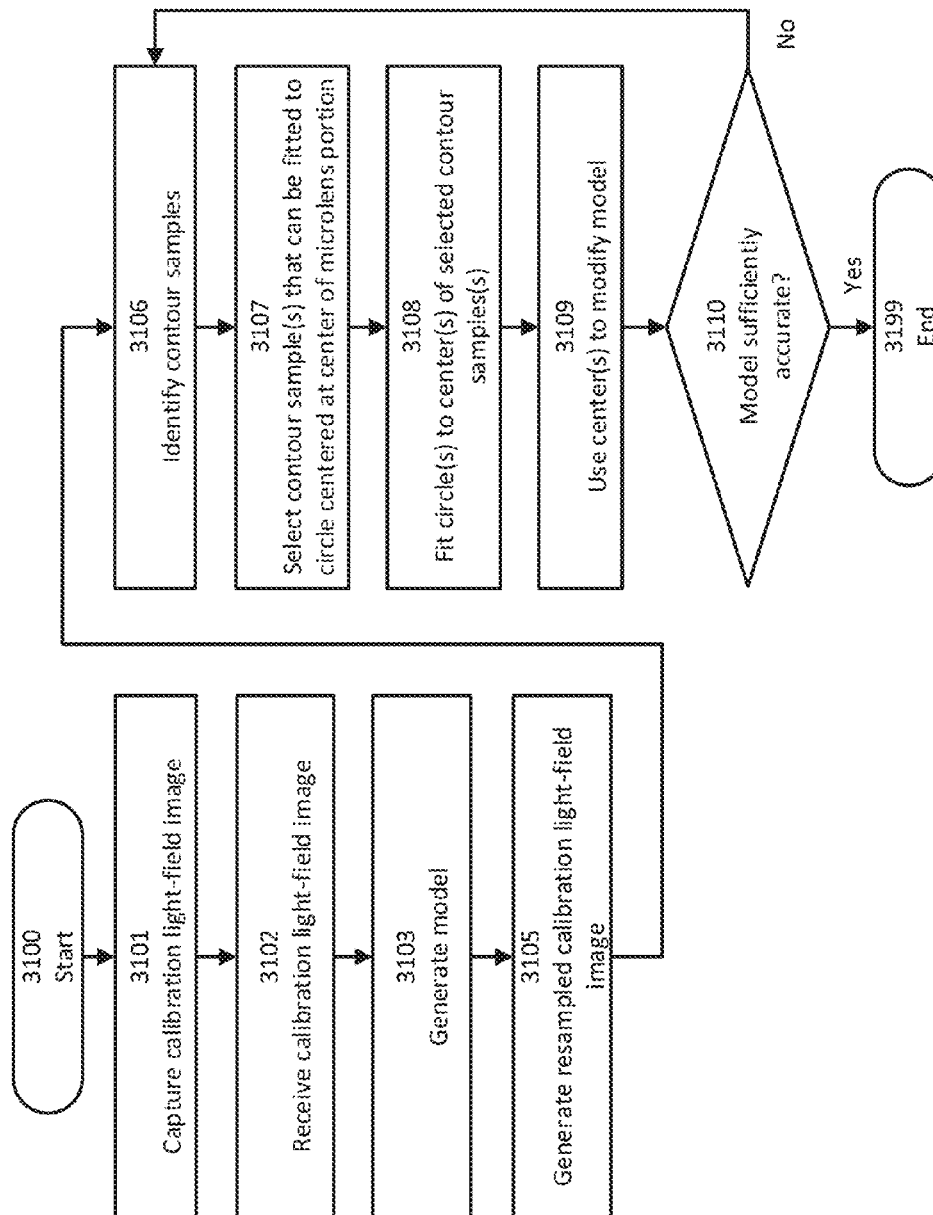 3100
Start
3101
Capture calibration light-field image
3102
Receive calibration light-field image
3103
Generate model
3105
Generate resampled calibration light-field
image
3106
Identify contour samples
3107
Select contour sample(s) that can be fitted to
circle centered at center of microlens portion
3108
Fit circle(s) to center(s) of selected contour
samples(s)
3109
Use center(s) to modify model
3110
Model sufficiently
accurate?
No
Yes
3199
End